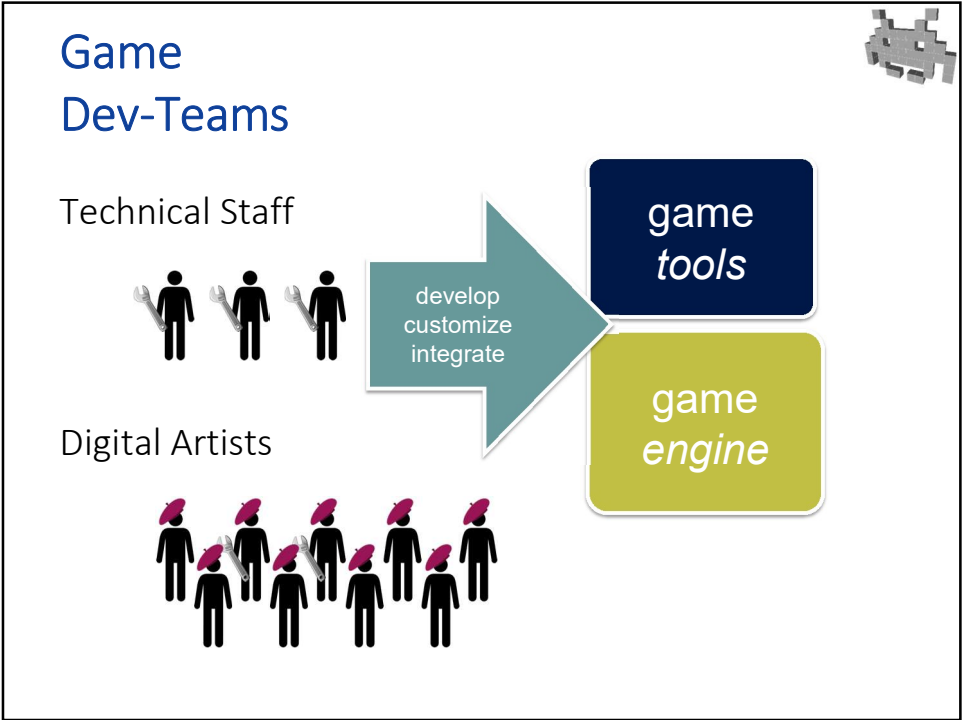 Game
Dev-Teams
Technical Staff
develop
customize
integrate
game
tools
game
engine
Digital Artists